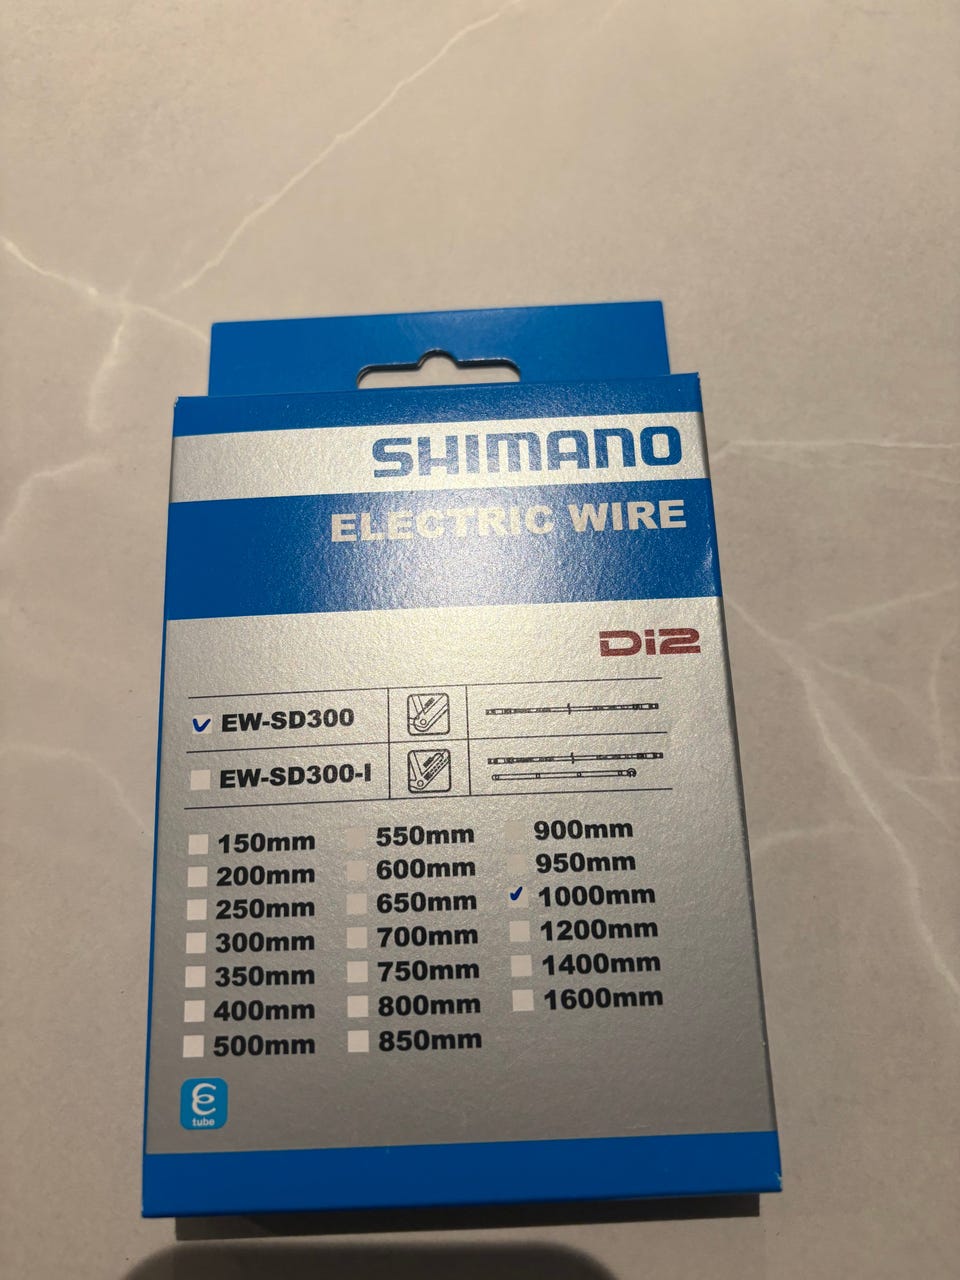 SHIMANO
ELECTRIC WIRE
Di2
EW-SD300
EW-SD300-I
150mm
200mm
250mm
300mm
350mm
400mm
500mm
550mm
600mm
650mm
700mm
750mm
800mm
850mm
900mm
950mm
1000mm
1200mm
1400mm
1600mm
E
tube